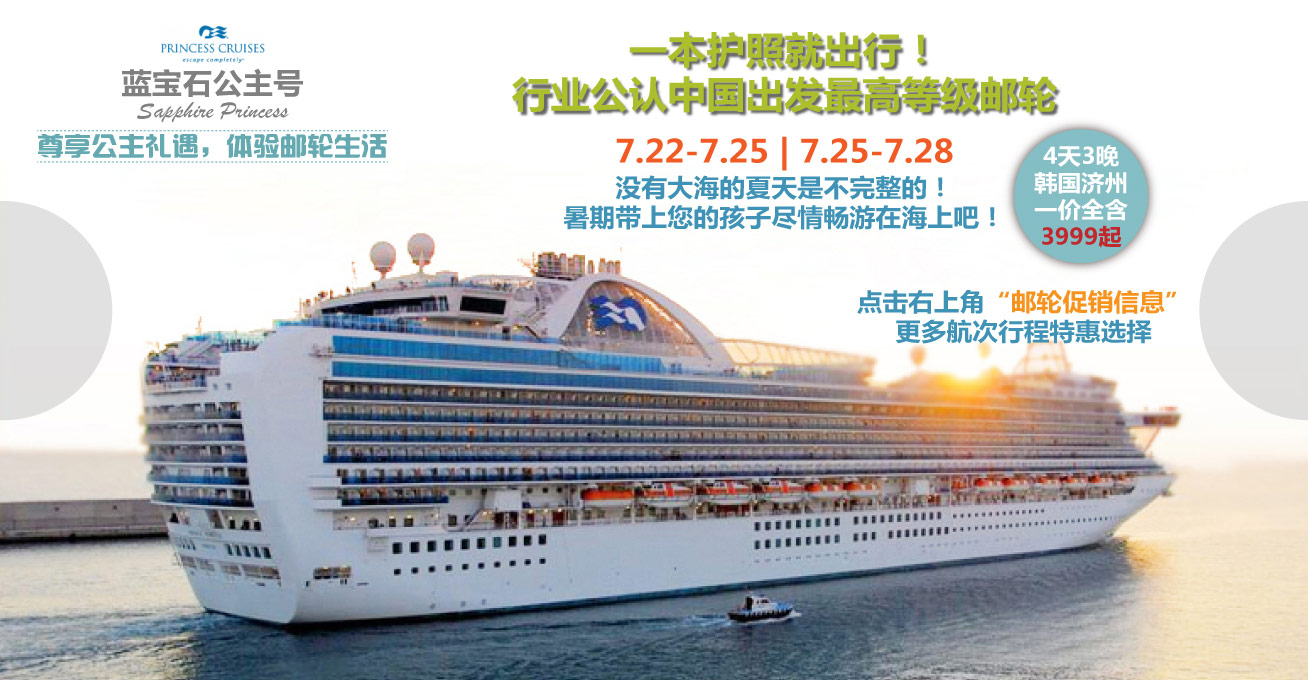 PRINCESS CRUISES
escape completely
蓝宝石公主号
Sapphire Princess
尊享公主礼遇，体验邮轮生活
一本护照就出行！
行业公认中国出发最高等级邮轮
7.22-7.25 | 7.25-7.28
没有大海的夏天是不完整的！
暑期带上您的孩子尽情畅游在海上吧！
4天3晚
韩国济州
一价全含
3999起
点击右上角“邮轮促销信息”
更多航次行程特惠选择